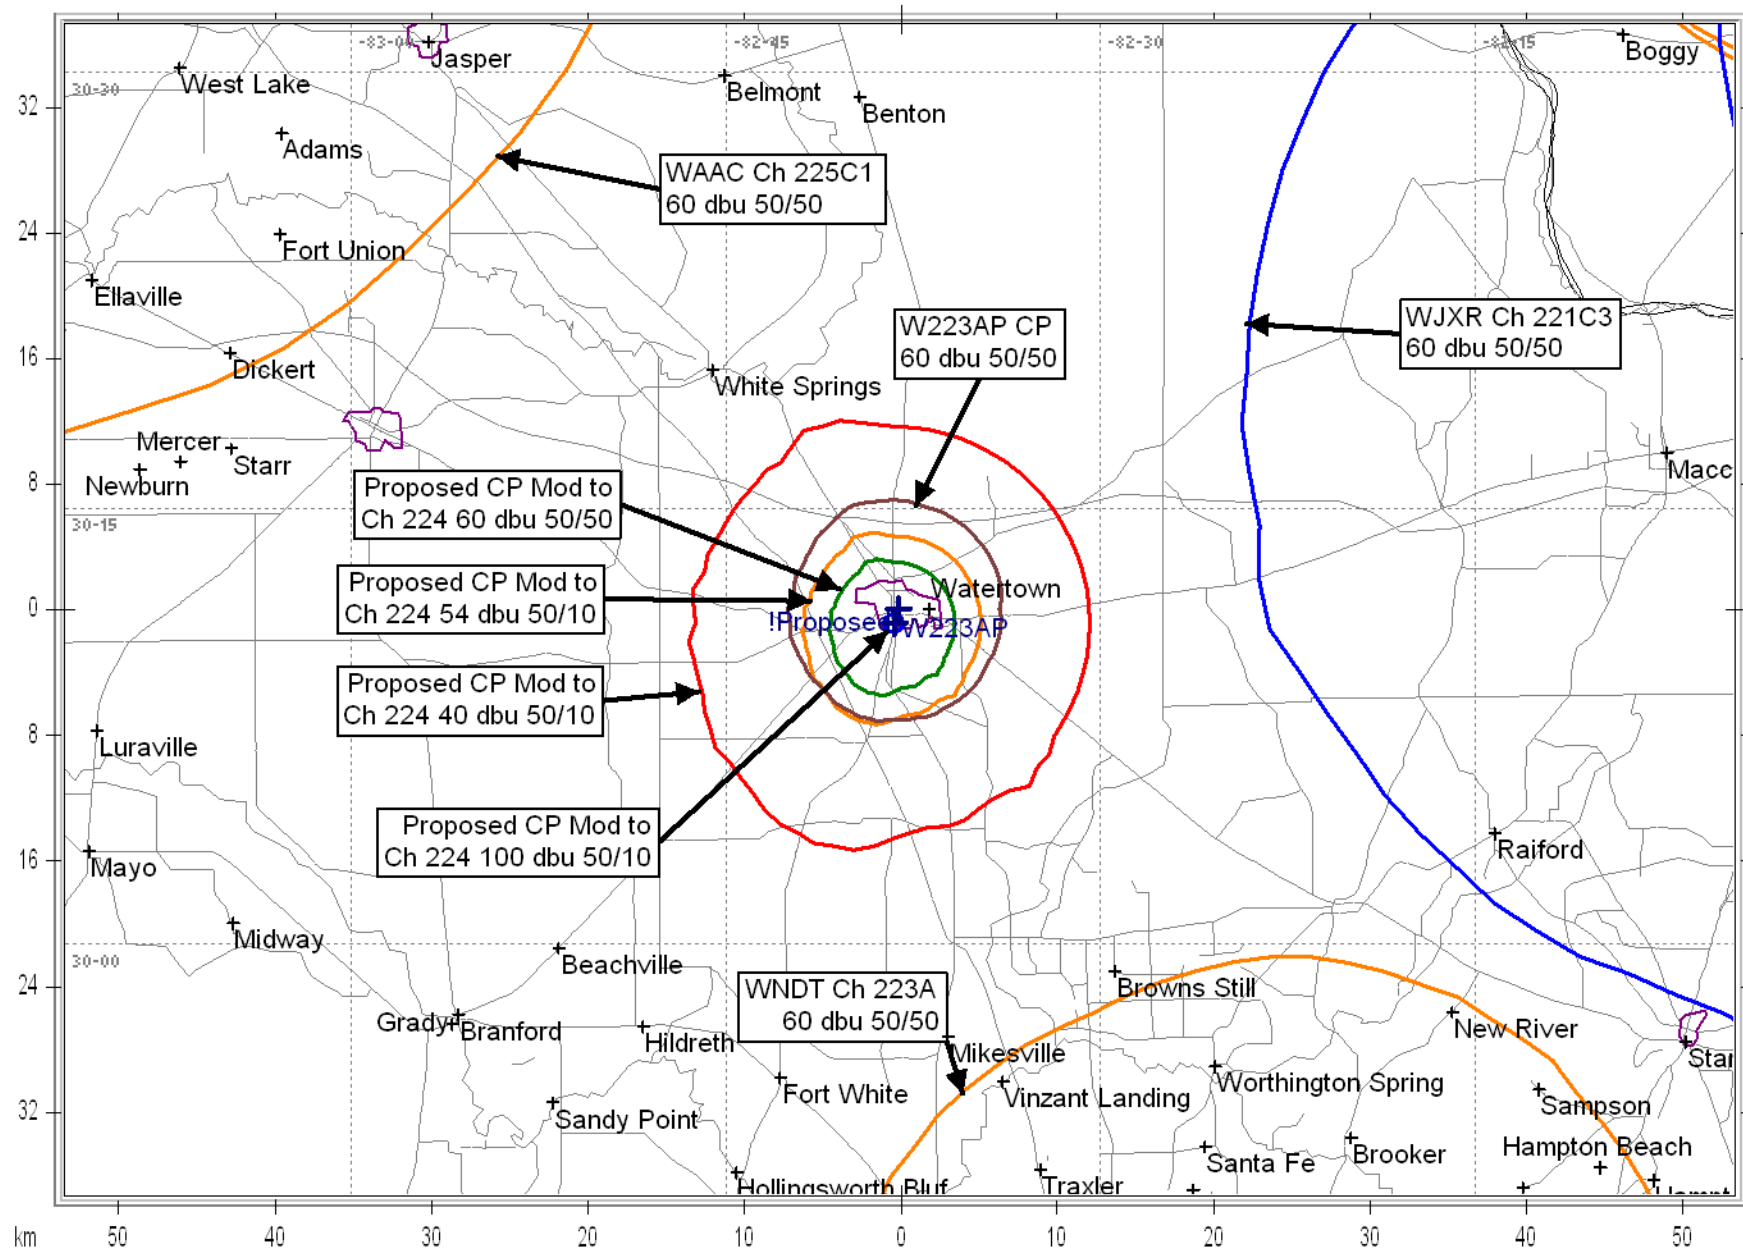 -83-00
-82-45
-82-30
-82-15
Jasper
Boggy
West Lake
30-30
Belmont
Benton
32
Adams
WAAC Ch 225C1
60 dbu 50/50
24
Fort Union
Ellaville
W223AP CP
60 dbu 50/50
WJXR Ch 221C3
60 dbu 50/50
16
Dickert
White Springs
Mercer
Starr
Newburn
Macc
8
Proposed CP Mod to
Ch 224 60 dbu 50/50
30-15
Proposed CP Mod to
Ch 224 54 dbu 50/10
Watertown
0
!Propose
W223AP
Proposed CP Mod to
Ch 224 40 dbu 50/10
8
Luraville
Proposed CP Mod to
Ch 224 100 dbu 50/10
Raiford
16
Mayo
Midway
30-00
Beachville
24
WNDT Ch 223A
60 dbu 50/50
Browns Still
Grady
Branford
Hildreth
New River
Mikesville
Star
Fort White
Vinzant Landing
Worthington Spring
Sampson
32
Sandy Point
Hampton Beach
Brooker
Santa Fe
Hollingsworth Bluf
Traxler
km
50
40
30
20
10
0
10
20
30
40
50